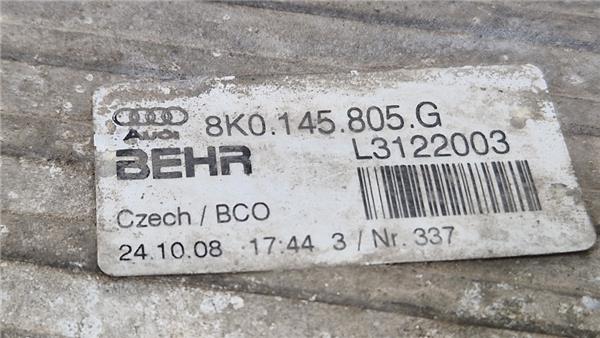 Audi 8K0.145.805.G
BEHR L3122003
Czech / BCO
24.10.08 17:44 3 / Nr. 337